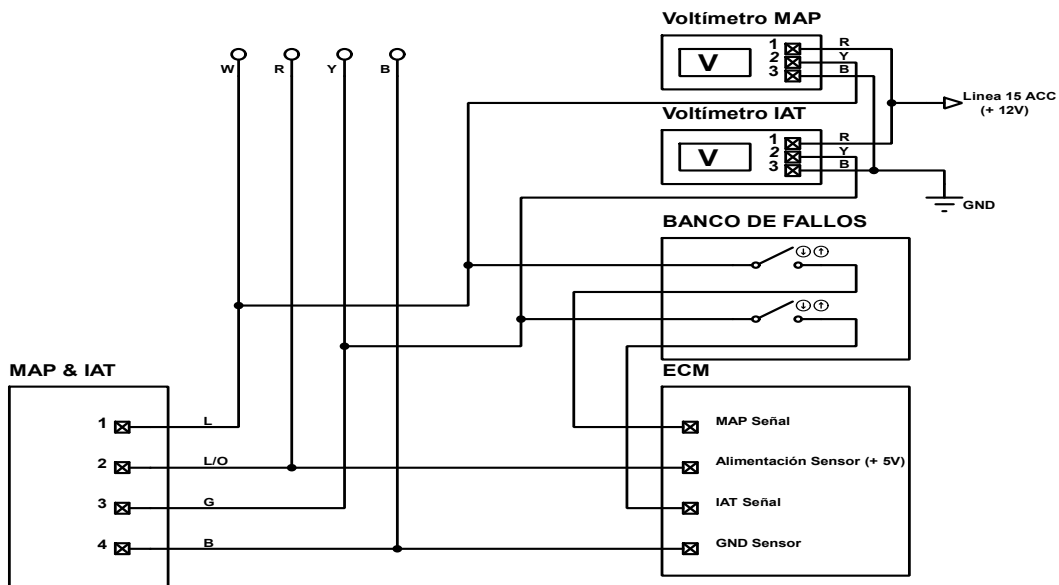 Voltímetro MAP
V
1 R
2 Y
3 B
W R Y B
Linea 15 ACC
(+ 12V)
Voltímetro IAT
V
1 R
2 Y
3 B
GND
BANCO DE FALLOS
MAP & IAT
1 L
2 L/O
3 G
4 B
ECM
MAP Señal
Alimentación Sensor (+ 5V)
IAT Señal
GND Sensor